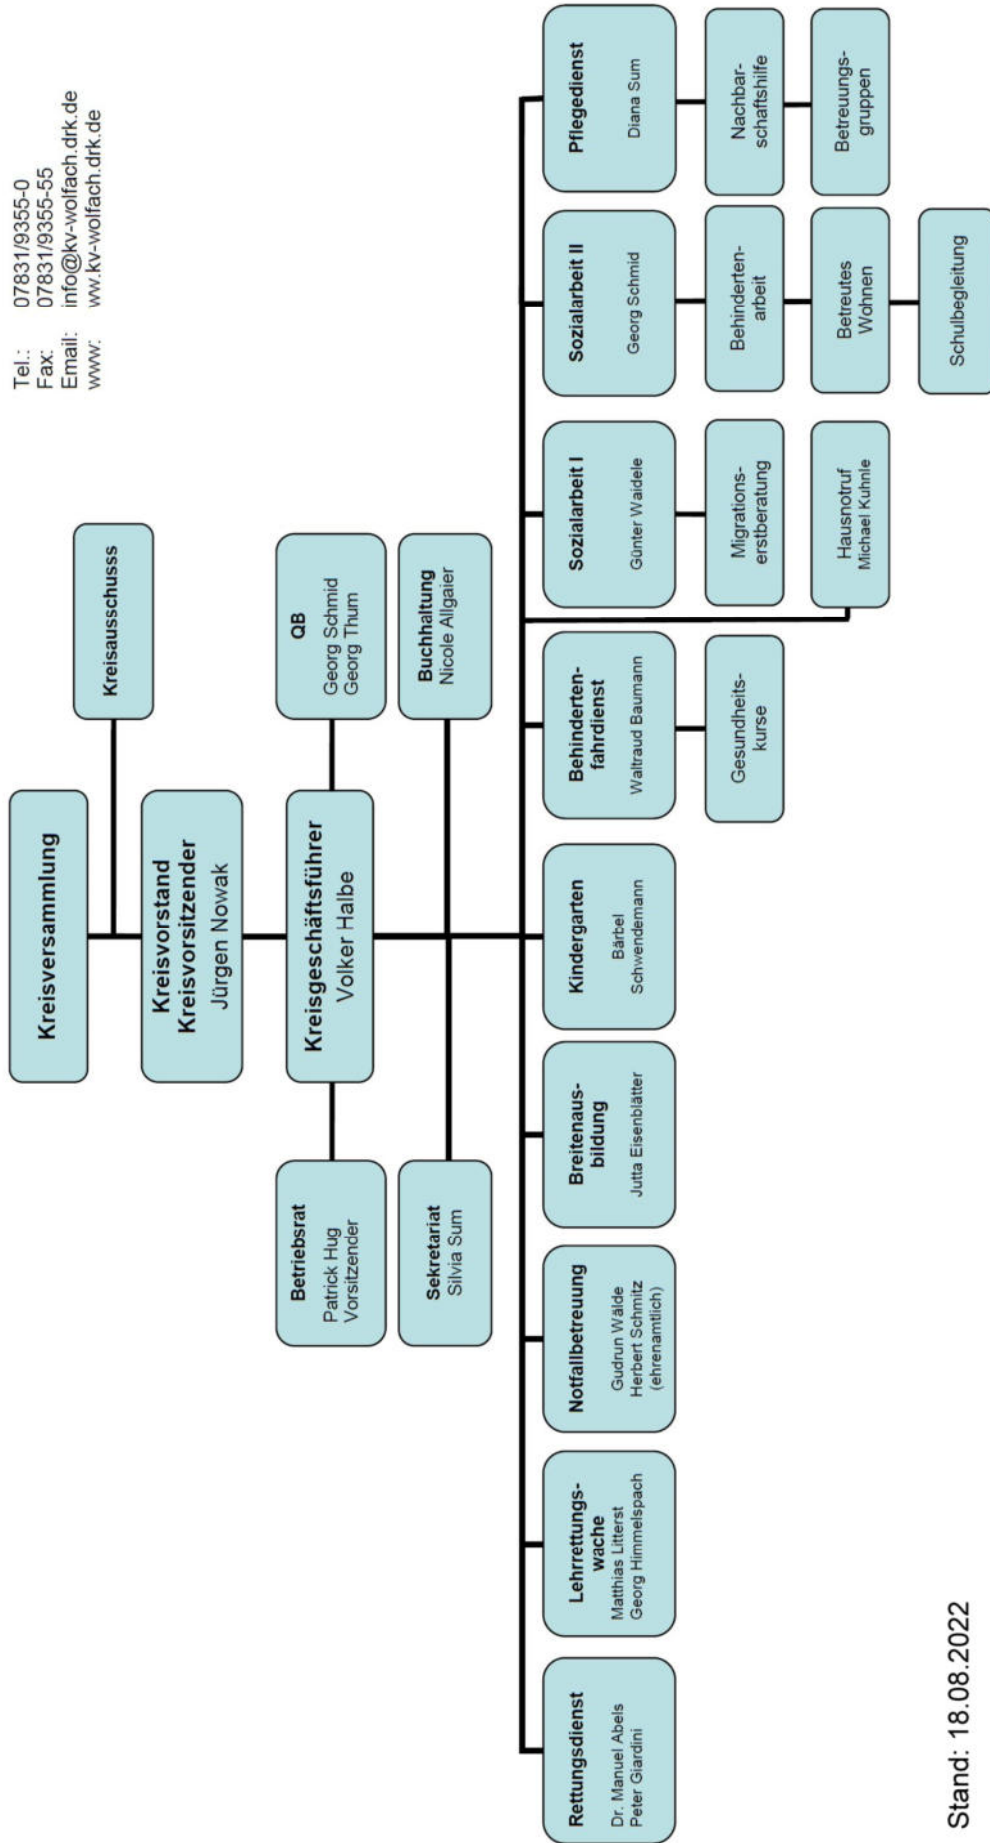 Tel.: 07831/9355-0
Fax: 07831/9355-55
Email: info@kv-wolfach.drk.de
www: ww.kv-wolfach.drk.de
Kreisversammlung
Kreisausschusss
Kreisvorstand
Kreisvorsitzender
Jürgen Nowak
Betriebsrat
Patrick Hug
Vorsitzender
Kreisgeschäftsführer
Volker Halbe
QB
Georg Schmid
Georg Thum
Sekretariat
Silvia Sum
Buchhaltung
Nicole Allgaier
Rettungsdienst
Dr. Manuel Abels
Peter Giardini
Lehrrettungs-
wache
Matthias Litterst
Georg Himmelspach
Notfallbetreuung
Gudrun Wälde
Herbert Schmitz
(ehrenamtlich)
Breitenaus-
bildung
Jutta Eisenblätter
Kindergarten
Bärbel
Schwendemann
Behinderten-
fahrdienst
Waltraud Baumann
Sozialarbeit I
Günter Waidele
Sozialarbeit II
Georg Schmid
Pflegedienst
Diana Sum
Gesundheits-
kurse
Migrations-
erstberatung
Behinderten-
arbeit
Nachbar-
schaftshilfe
Hausnotruf
Michael Kuhnle
Betreutes
Wohnen
Betreuungs-
gruppen
Schulbegleitung
Stand: 18.08.2022